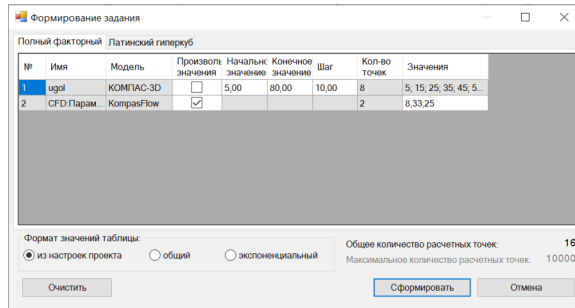 Формирование задания
Полный факторный Латинский гиперкуб
№ Имя Модель Произволь значения Начально значение Конечное значение Шаг Кол-во точек Значения
1 ugol КОМПАС-3D 5,00 80,00 10,00 8 5; 15; 25; 35; 45; 5...
2 CFD:Парам... KompasFlow 2 8,33,25
Формат значений таблицы:
из настроек проекта общий экспоненциальный
Общее количество расчетных точек: 16
Максимальное количество расчетных точек: 10000
Очистить Сформировать Отмена